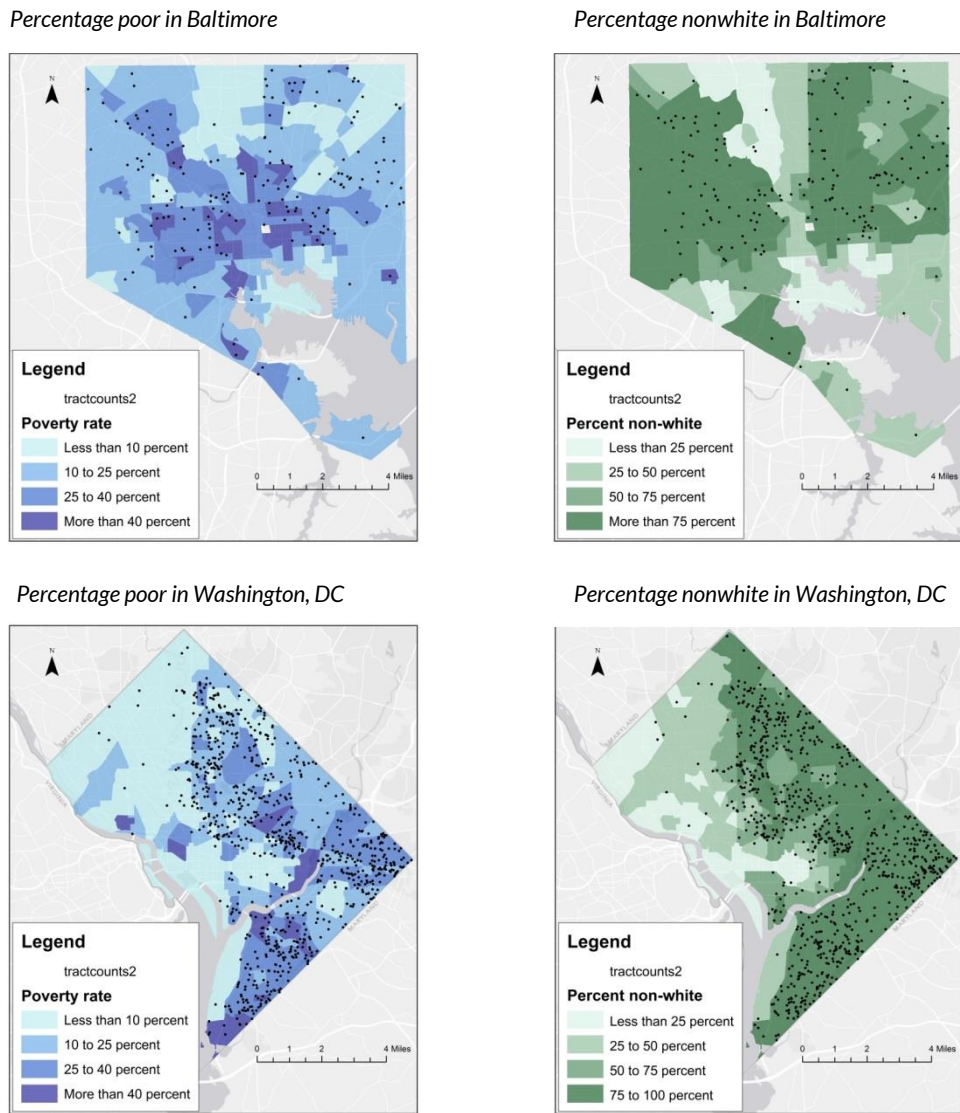 Percentage poor in Baltimore
N
Legend
tractcounts2
Poverty rate
Less than 10 percent
10 to 25 percent
25 to 40 percent
More than 40 percent
0 1 2 4 Miles
Percentage nonwhite in Baltimore
N
Legend
tractcounts2
Percent non-white
Less than 25 percent
25 to 50 percent
50 to 75 percent
More than 75 percent
0 1 2 4 Miles
Percentage poor in Washington, DC
N
MARYLAND
VIRGINIA
MARYLAND
Legend
tractcounts2
Poverty rate
Less than 10 percent
10 to 25 percent
25 to 40 percent
More than 40 percent
0 1 2 4 Miles
Percentage nonwhite in Washington, DC
N
MARYLAND
VIRGINIA
MARYLAND
Legend
tractcounts2
Percent non-white
Less than 25 percent
25 to 50 percent
50 to 75 percent
75 to 100 percent
0 1 2 4 Miles